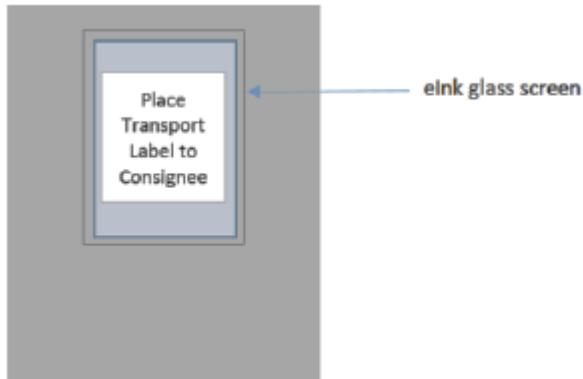 Place
Transport
Label to
Consignee
eInk glass screen